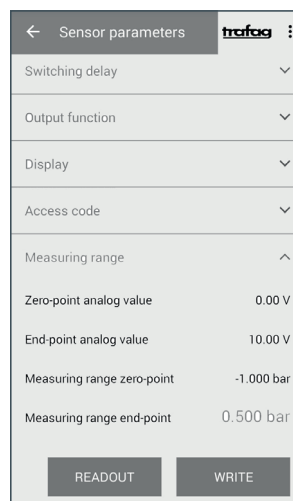 Sensor parameters trafag
Switching delay
Output function
Display
Access code
Measuring range
Zero-point analog value 0.00 V
End-point analog value 10.00 V
Measuring range zero-point -1.000 bar
Measuring range end-point 0.500 bar
READOUT WRITE